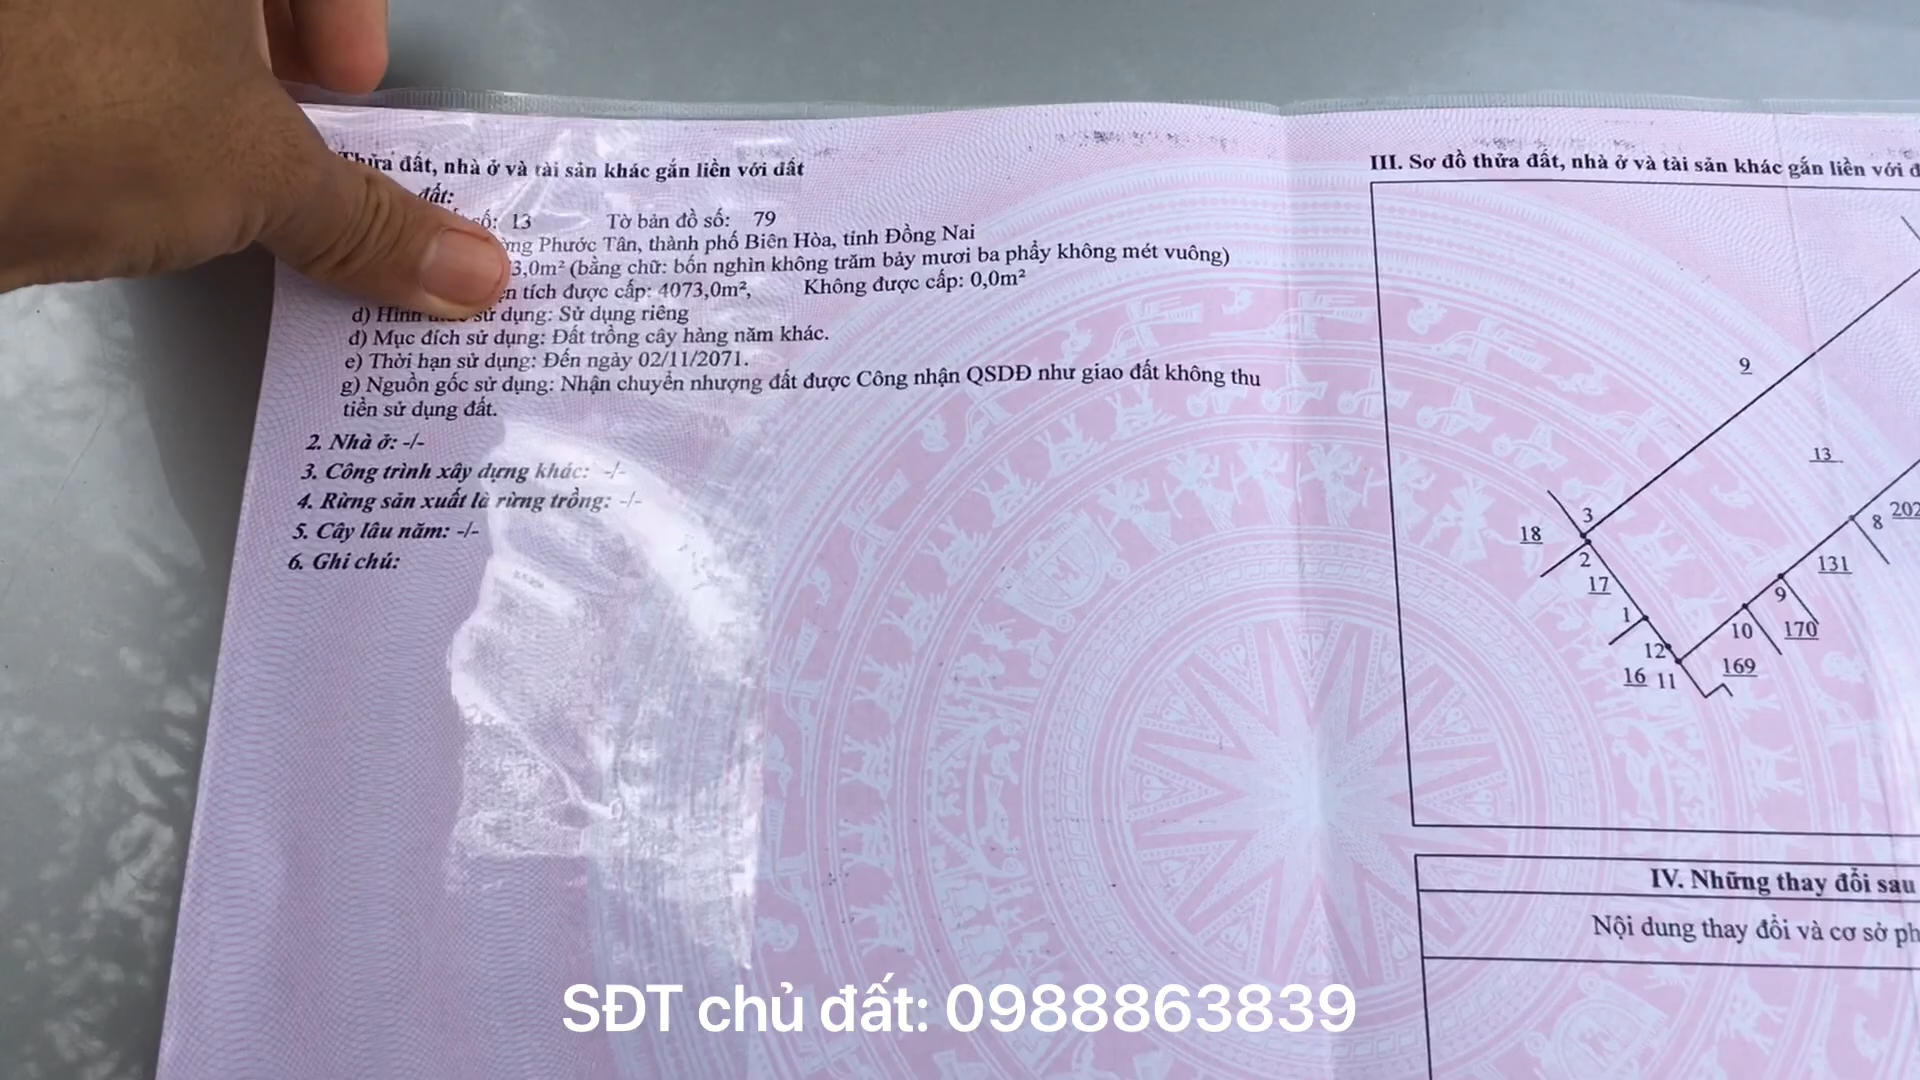 Thửa đất, nhà ở và tài sản khác gắn liền với đất
đất:
số: 13 Tờ bản đồ số: 79
Phước Tân, thành phố Biên Hòa, tỉnh Đồng Nai
3,0m² (bằng chữ: bốn nghìn không trăm bảy mươi ba phẩy không mét vuông)
tích được cấp: 4073,0m², Không được cấp: 0,0m²
d) Hình sử dụng: Sử dụng riêng
đ) Mục đích sử dụng: Đất trồng cây hàng năm khác.
e) Thời hạn sử dụng: Đến ngày 02/11/2071.
g) Nguồn gốc sử dụng: Nhận chuyển nhượng đất được Công nhận QSDĐ như giao đất không thu
tiền sử dụng đất.
2. Nhà ở: -/-
3. Công trình xây dựng khác: -/-
4. Rừng sản xuất là rừng trồng: -/-
5. Cây lâu năm: -/-
6. Ghi chú:
III. Sơ đồ thửa đất, nhà ở và tài sản khác gắn liền với
9
13
3
18
2
17
8 202
131
9
1
10 170
12
169
16 11
IV. Những thay đổi sau
Nội dung thay đổi và cơ sở
SĐT chủ đất: 0988863839